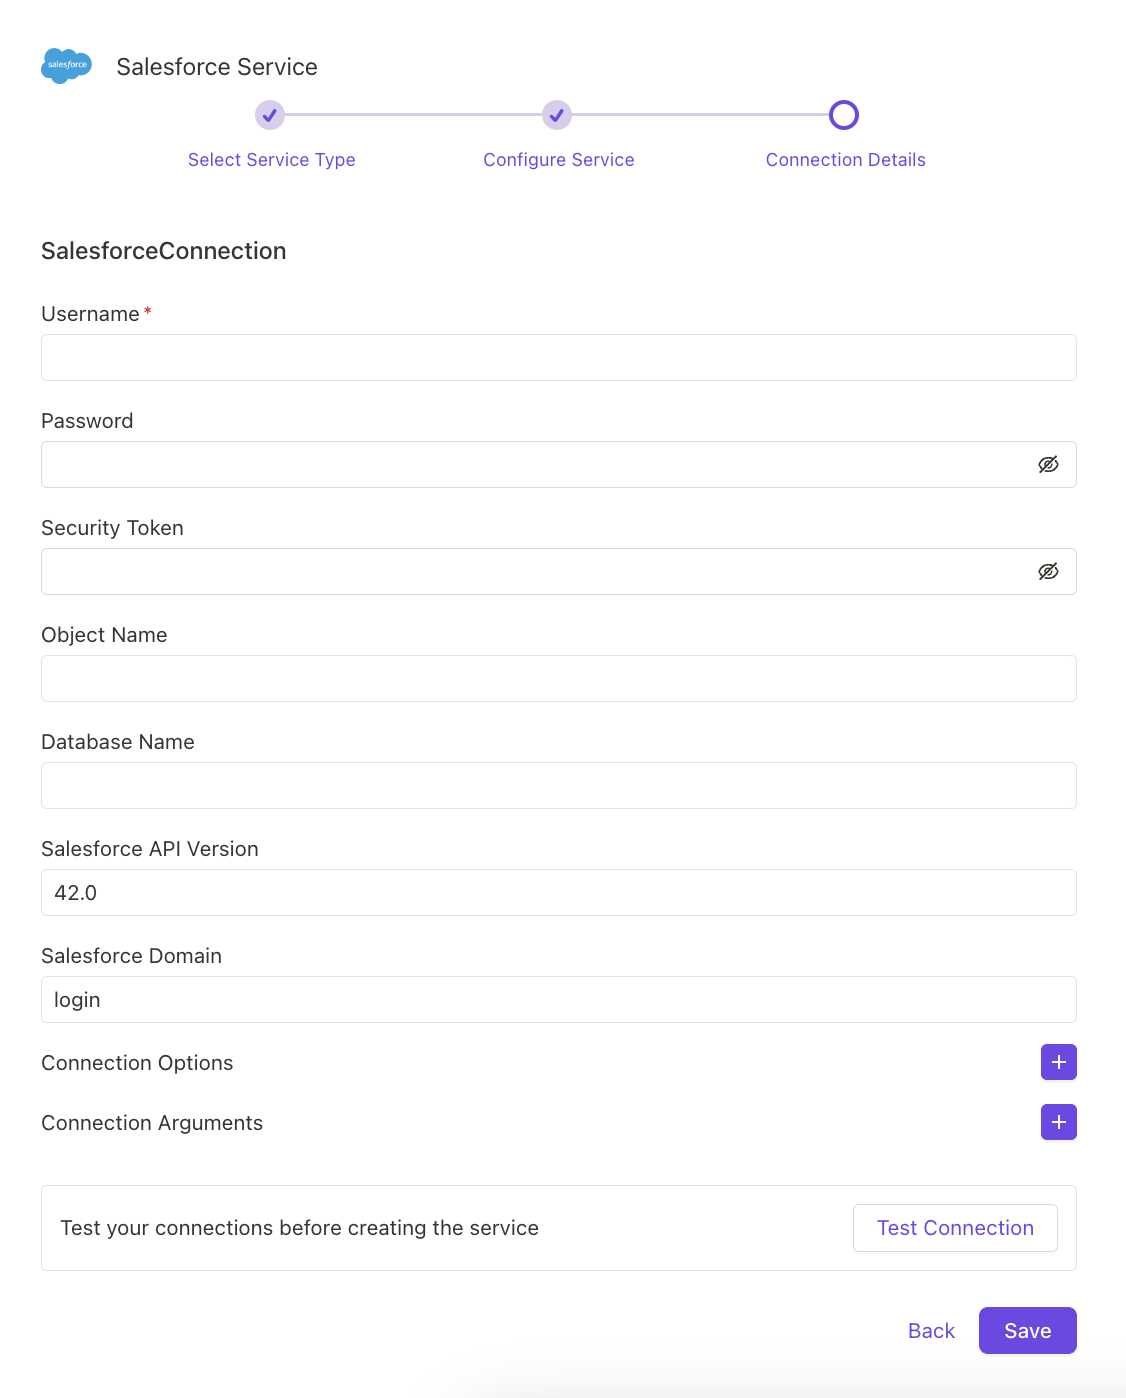 salesforce
Salesforce Service
Select Service Type
Configure Service
Connection Details
SalesforceConnection
Username *
Password
Security Token
Object Name
Database Name
Salesforce API Version
42.0
Salesforce Domain
login
Connection Options
Connection Arguments
Test your connections before creating the service
Test Connection
Back
Save